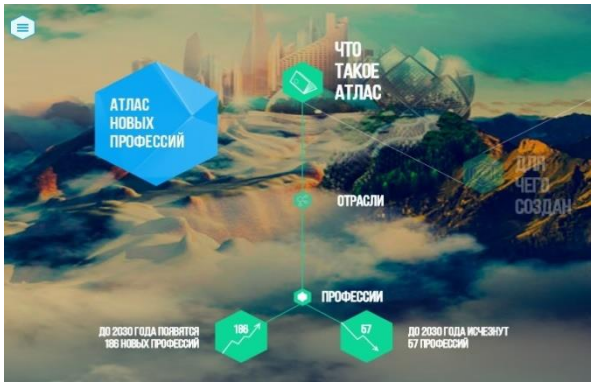 АТЛАС
НОВЫХ
ПРОФЕССИЙ
ЧТО
ТАКОЕ
АТЛАС
ДЛЯ
ЧЕГО
СОЗДАН
ОТРАСЛИ
ПРОФЕССИИ
ДО 2030 ГОДА ПОЯВЯТСЯ
186 НОВЫХ ПРОФЕССИЙ
186
57
ДО 2030 ГОДА ИСЧЕЗНУТ
57 ПРОФЕССИЙ